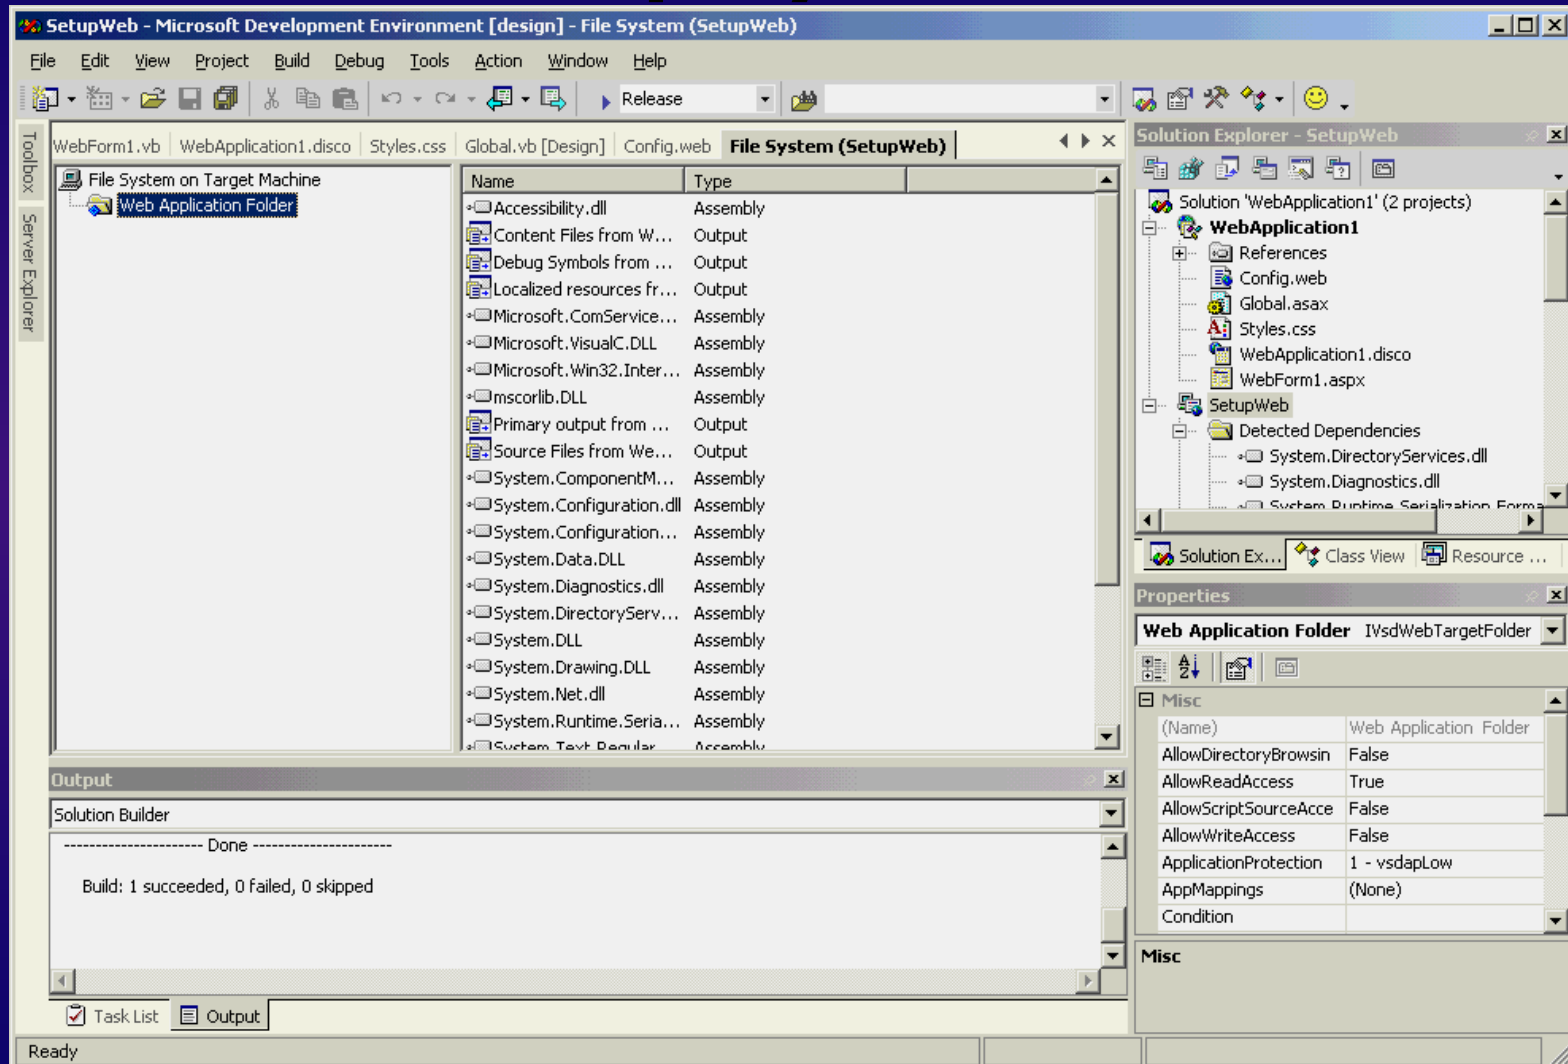 SetupWeb - Microsoft Development Environment [design] - File System (SetupWeb)
File Edit View Project Build Debug Tools Action Window Help
Release
Toolbox
Server Explorer
WebForm1.vb WebApplication1.disco Styles.css Global.vb [Design] Config.web File System (SetupWeb)
File System on Target Machine
Web Application Folder
Name Type
Accessibility.dll Assembly
Content Files from W... Output
Debug Symbols from ... Output
Localized resources fr... Output
Microsoft.ComService... Assembly
Microsoft.VisualC.DLL Assembly
Microsoft.Win32.Inter... Assembly
mscorlib.DLL Assembly
Primary output from ... Output
Source Files from We... Output
System.ComponentM... Assembly
System.Configuration.dll Assembly
System.Configuration... Assembly
System.Data.DLL Assembly
System.Diagnostics.dll Assembly
System.DirectoryServ... Assembly
System.DLL Assembly
System.Drawing.DLL Assembly
System.Net.dll Assembly
System.Runtime.Seria... Assembly
System.Text.Regular... Assembly
Output
Solution Builder
---------------------- Done ----------------------
Build: 1 succeeded, 0 failed, 0 skipped
Task List Output
Ready
Solution Explorer - SetupWeb
Solution 'WebApplication1' (2 projects)
WebApplication1
References
Config.web
Global.asax
Styles.css
WebApplication1.disco
WebForm1.aspx
SetupWeb
Detected Dependencies
System.DirectoryServices.dll
System.Diagnostics.dll
System.Runtime.Serialization.Forma
Solution Ex... Class View Resource ...
Properties
Web Application Folder IVsdWebTargetFolder
Misc
(Name) Web Application Folder
AllowDirectoryBrowsin False
AllowReadAccess True
AllowScriptSourceAcce False
AllowWriteAccess False
ApplicationProtection 1 - vsdapLow
AppMappings (None)
Condition
Misc